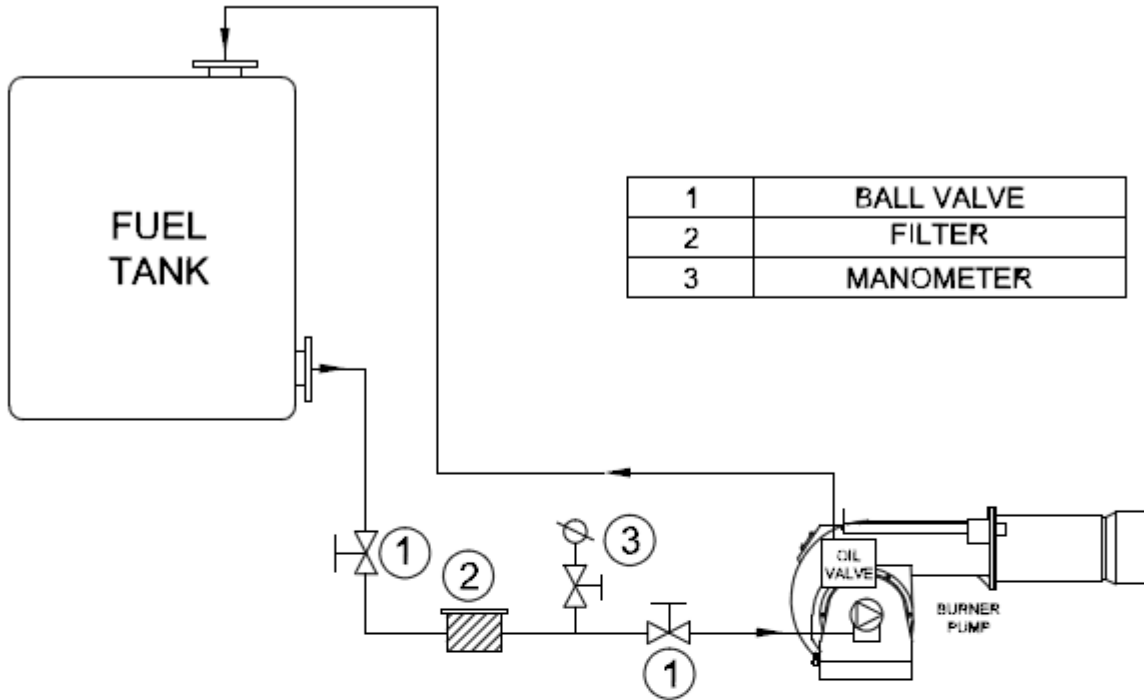 FUEL
TANK
1 BALL VALVE
2 FILTER
3 MANOMETER
1
2
3
1
OIL
VALVE
BURNER
PUMP